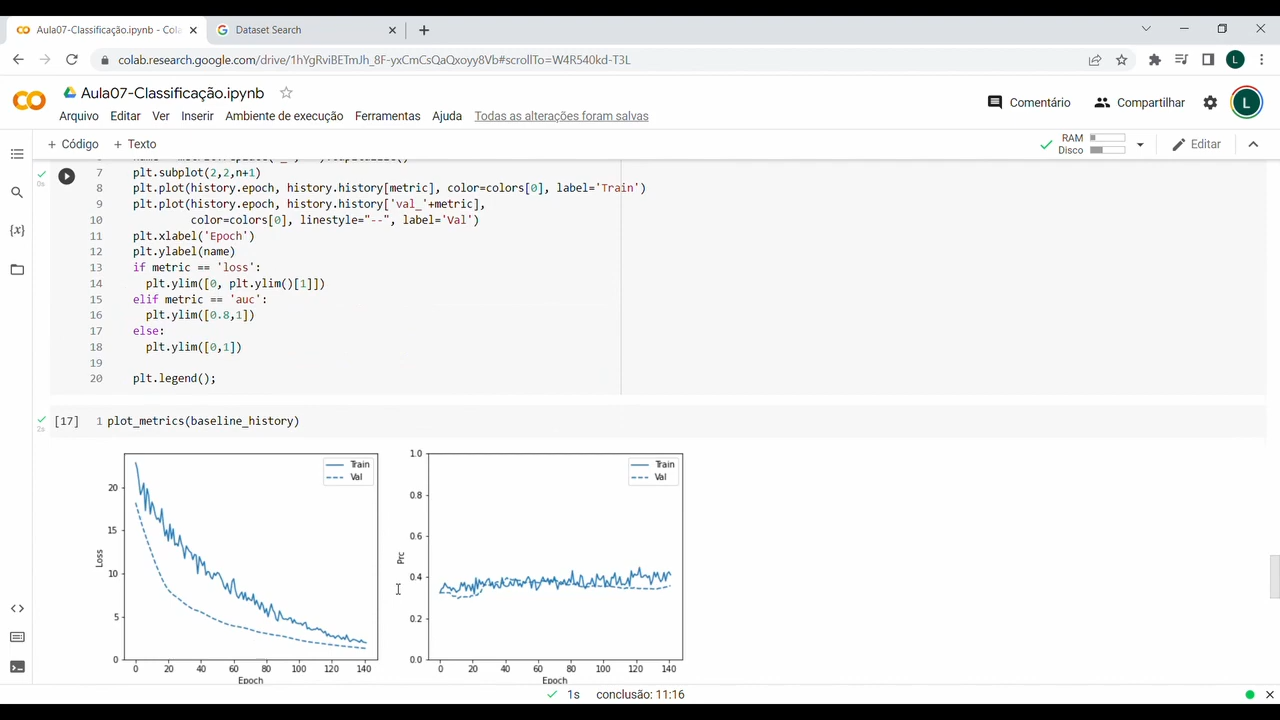 Aula07-Classificação.ipynb - Cola
Dataset Search
colab.research.google.com/drive/1hYgRviBETmJh_8F-yxCmCsQaQxoyy8Vb#scrollTo=W4R540kd-T3L
L
Aula07-Classificação.ipynb
Comentário
Compartilhar
L
Arquivo Editar Ver Inserir Ambiente de execução Ferramentas Ajuda Todas as alterações foram salvas
+ Código + Texto
RAM
Disco
Editar
0s
7 plt.subplot(2,2,n+1)
8 plt.plot(history.epoch, history.history[metric], color=colors[0], label='Train')
9 plt.plot(history.epoch, history.history['val_'+metric],
10 color=colors[0], linestyle="--", label='Val')
11 plt.xlabel('Epoch')
12 plt.ylabel(name)
13 if metric == 'loss':
14 plt.ylim([0, plt.ylim()[1]])
15 elif metric == 'auc':
16 plt.ylim([0.8,1])
17 else:
18 plt.ylim([0,1])
19
20 plt.legend();
2s
[17] 1 plot_metrics(baseline_history)
Train
Val
20
15
10
5
0
Loss
0 20 40 60 80 100 120 140
Epoch
Train
Val
1.0
0.8
0.6
0.4
0.2
0.0
Prc
0 20 40 60 80 100 120 140
Epoch
1s conclusão: 11:16